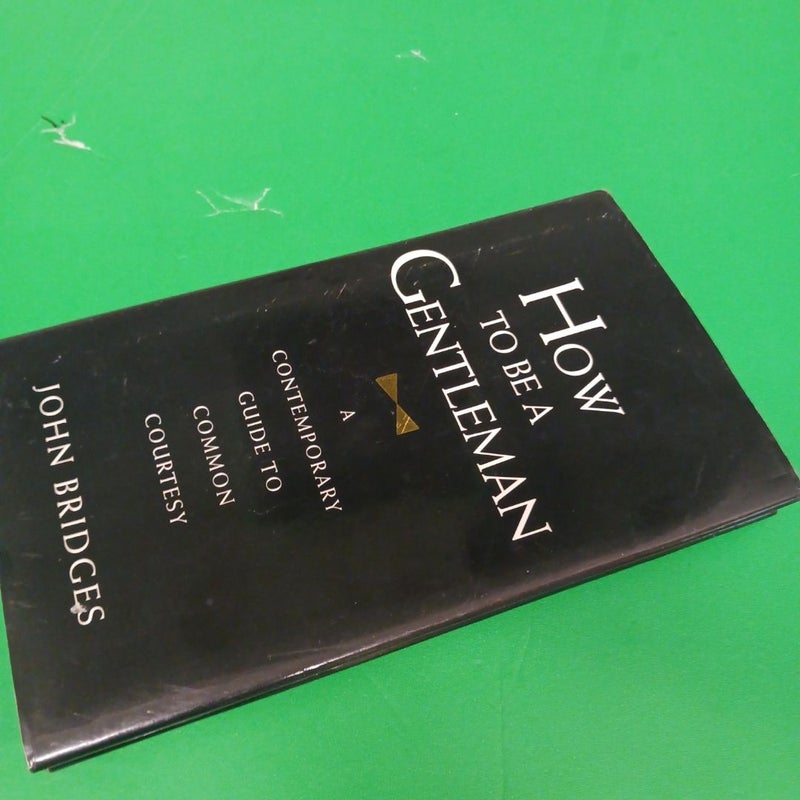 HOW
TO BE A
GENTLEMAN
A
CONTEMPORARY
GUIDE TO
COMMON
COURTESY
JOHN BRIDGES